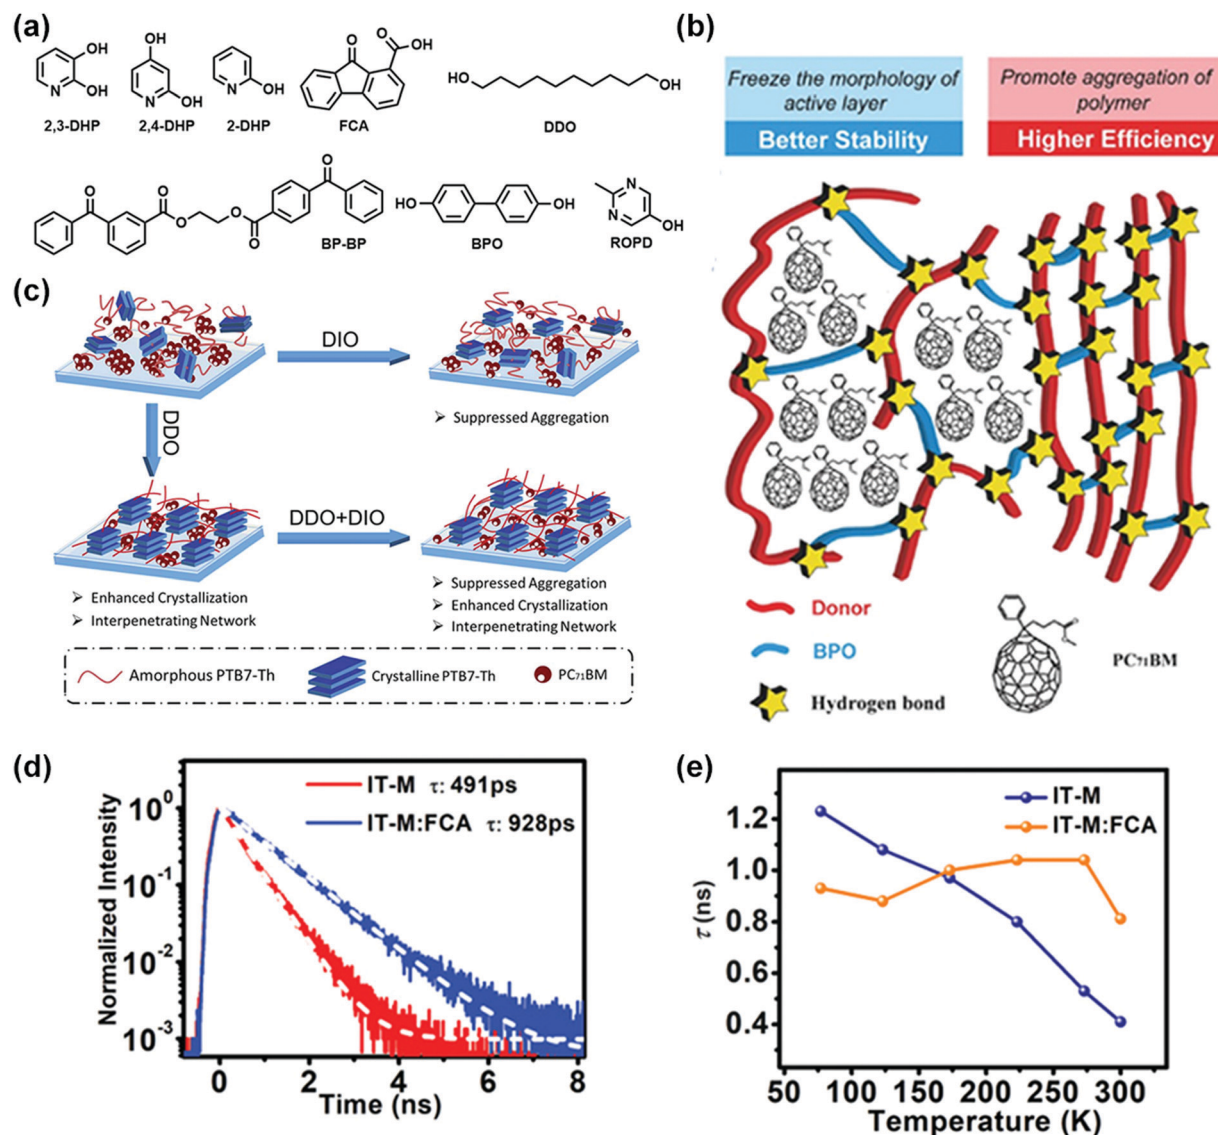 (a)
OH
N
OH
2,3-DHP
OH
N
OH
2,4-DHP
N
OH
2-DHP
O
O
OH
FCA
HO
OH
DDO
O
O
O
O
O
O
BP-BP
HO
OH
BPO
N
N
OH
ROPD
(b)
Freeze the morphology of
active layer
Better Stability
Promote aggregation of
polymer
Higher Efficiency
Donor
BPO
Hydrogen bond
PC₇₁BM
(c)
DIO
Suppressed Aggregation
DDO
DDO+DIO
Enhanced Crystallization
Interpenetrating Network
Suppressed Aggregation
Enhanced Crystallization
Interpenetrating Network
Amorphous PTB7-Th
Crystalline PTB7-Th
PC₇₁BM
(d)
Normalized Intensity
10⁰
10⁻¹
10⁻²
10⁻³
IT-M τ: 491ps
IT-M:FCA τ: 928ps
0 2 4 6 8
Time (ns)
(e)
τ (ns)
1.2
1.0
0.8
0.6
0.4
IT-M
IT-M:FCA
50 100 150 200 250 300 350
Temperature (K)